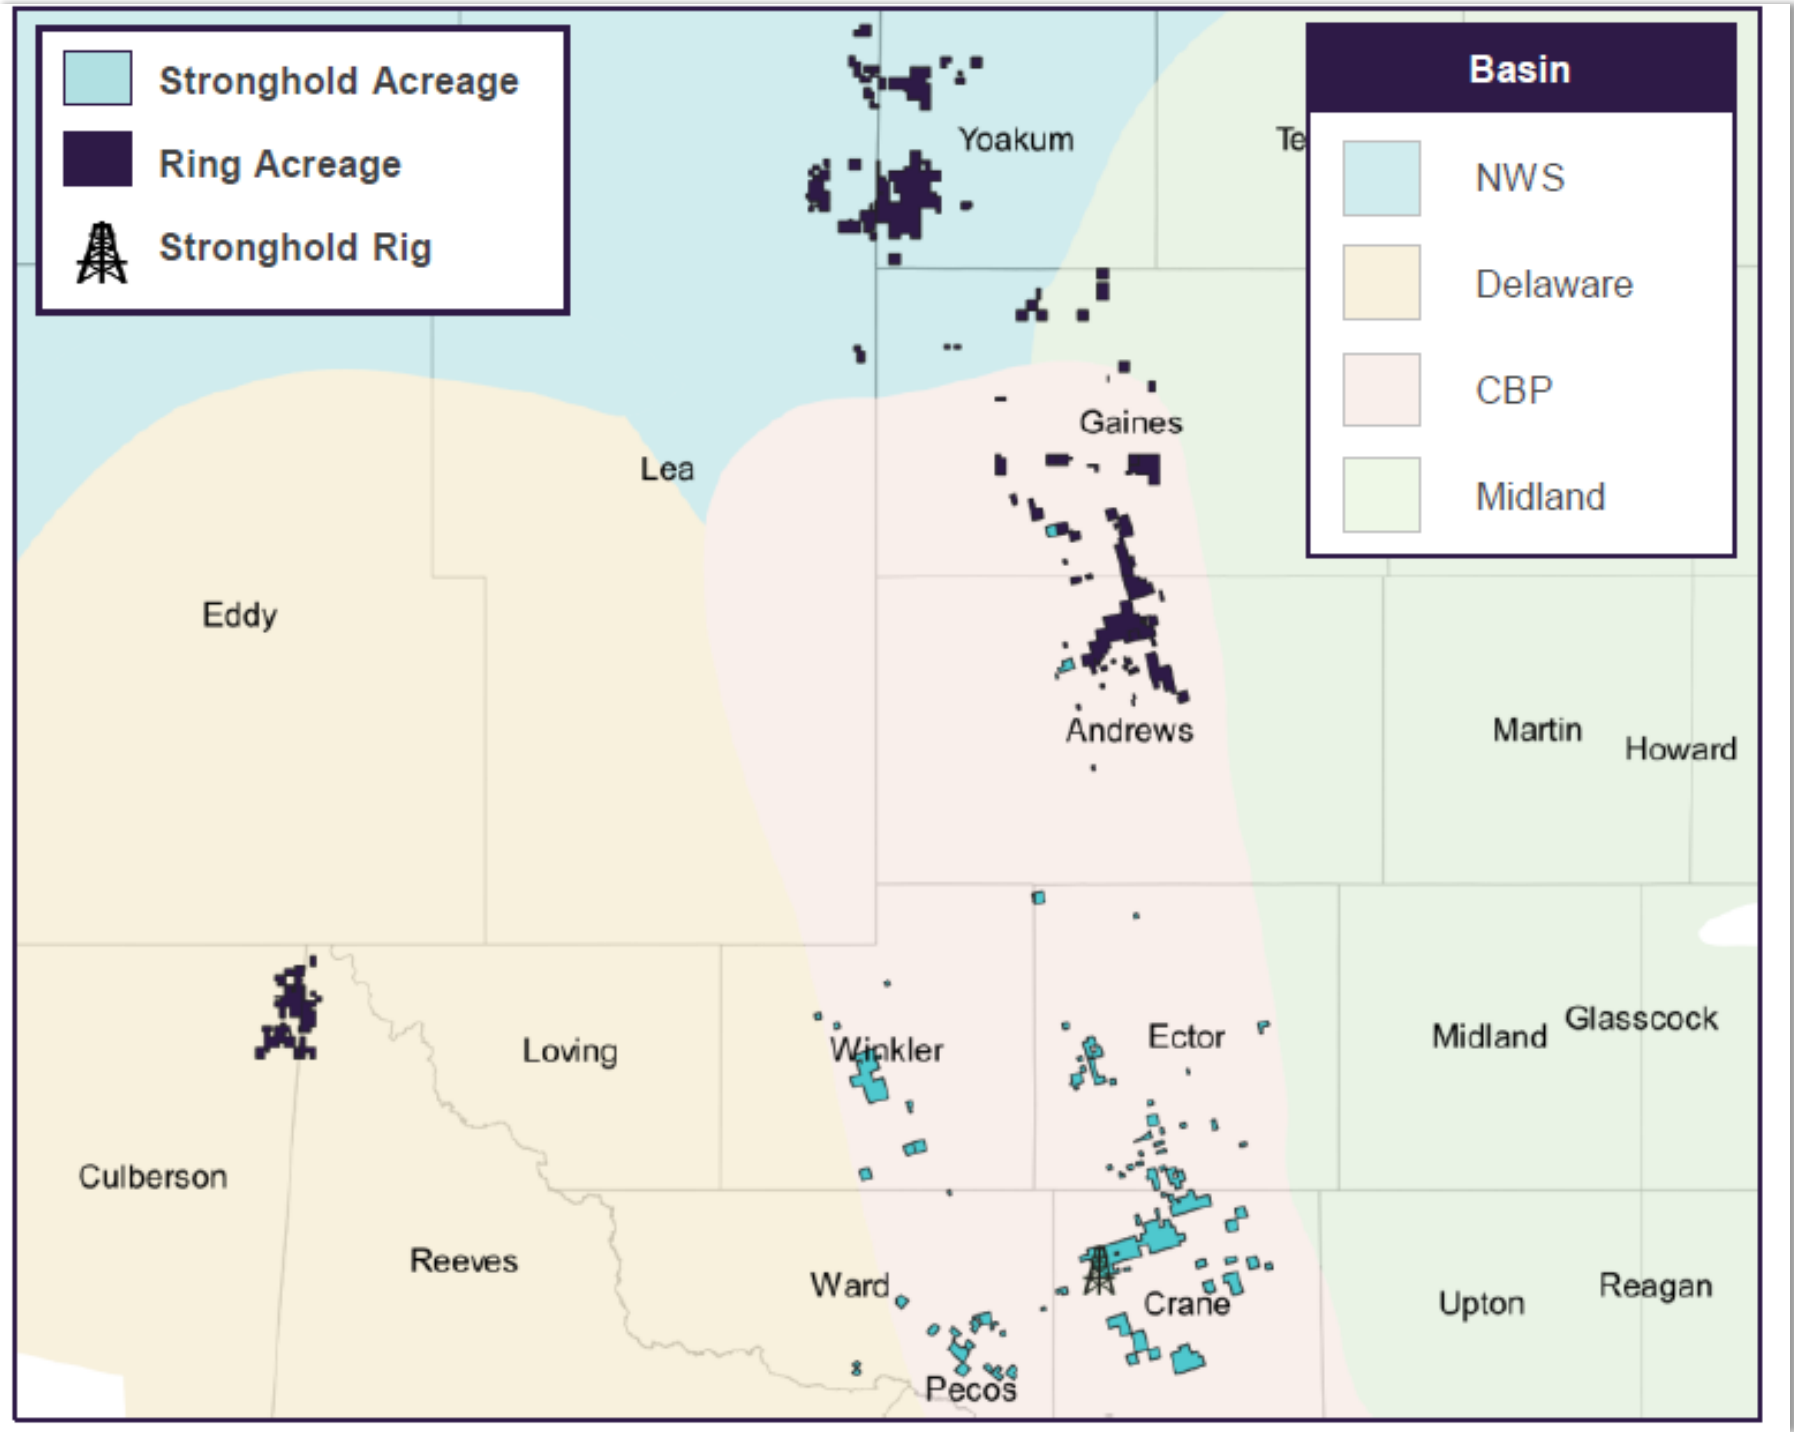 Stronghold Acreage
Ring Acreage
Stronghold Rig
Basin
NWS
Delaware
CBP
Midland
Yoakum
Te
Gaines
Lea
Eddy
Andrews
Martin
Howard
Loving
Winkler
Ector
Midland
Glasscock
Culberson
Reeves
Ward
Crane
Upton
Reagan
Pecos